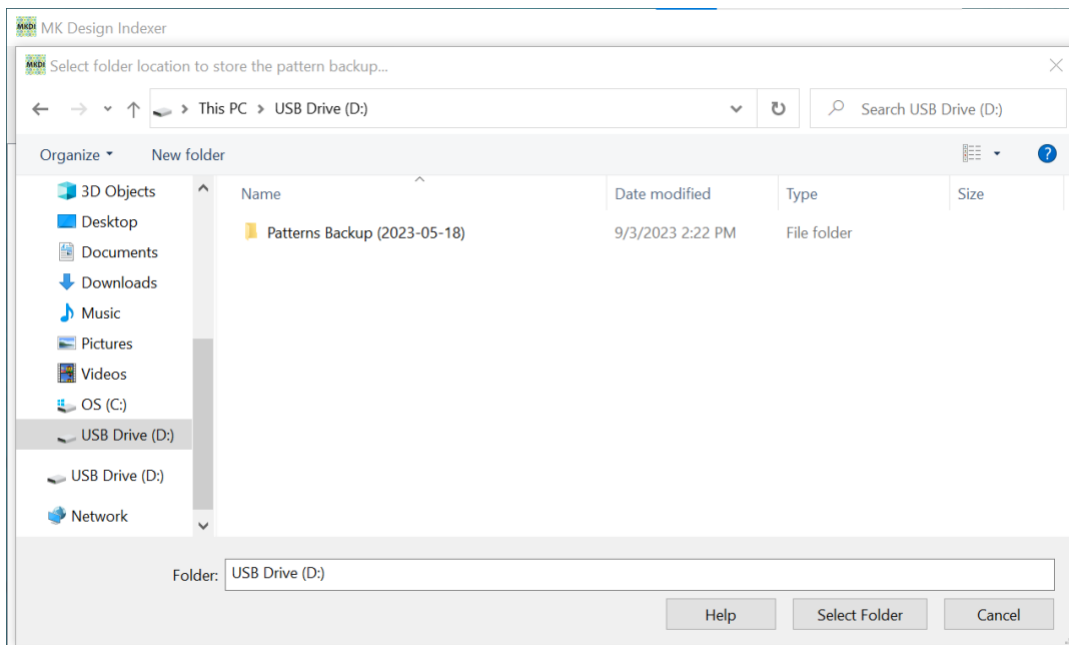 MKDI MK Design Indexer
MKDI Select folder location to store the pattern backup...
This PC > USB Drive (D:)
Search USB Drive (D:)
Organize
New folder
?
Name
Date modified
Type
Size
Patterns Backup (2023-05-18)
9/3/2023 2:22 PM
File folder
3D Objects
Desktop
Documents
Downloads
Music
Pictures
Videos
OS (C:)
USB Drive (D:)
USB Drive (D:)
Network
Folder: USB Drive (D:)
Help
Select Folder
Cancel